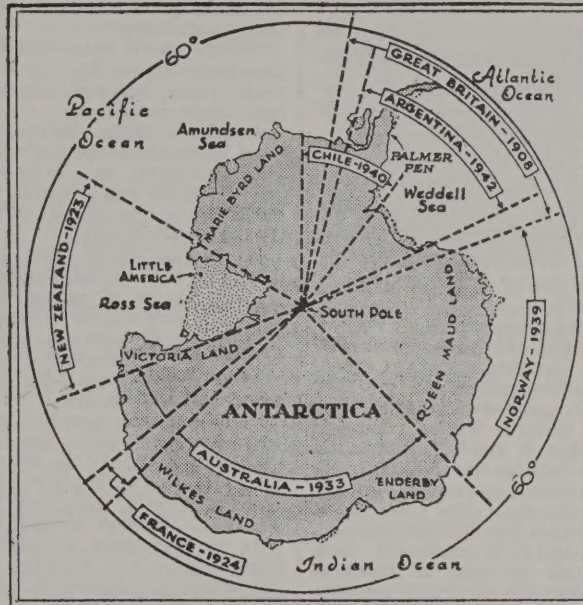 60°
Pacific
Ocean
Amundsen
Sea
GREAT BRITAIN-1908
Atlantic
Ocean
ARGENTINA-1942
CHILE-1940
PALMER
PEN
Weddell
Sea
MARIE BYRD LAND
NEW ZEALAND-1923
LITTLE
AMERICA
Ross Sea
SOUTH POLE
VICTORIA LAND
QUEEN MAUD LAND
NORWAY-1939
ANTARCTICA
AUSTRALIA-1933
WILKES LAND
ENDERBY
LAND
60°
FRANCE-1924
Indian Ocean